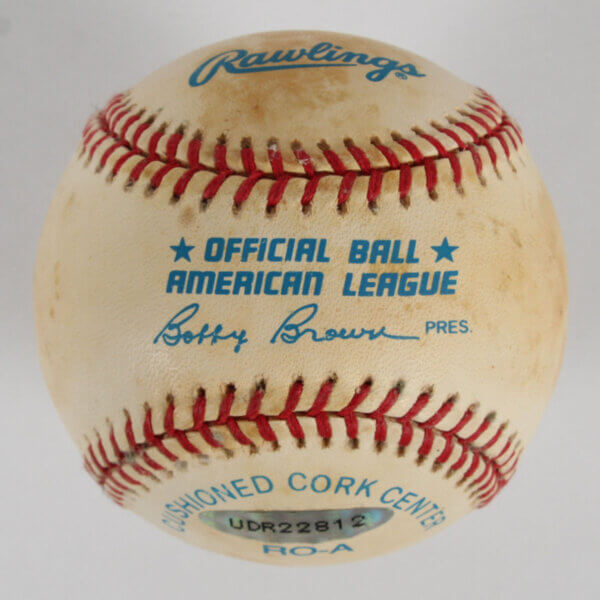 Rawlings®
★ OFFICIAL BALL ★
AMERICAN LEAGUE
Bobby Brown PRES.
CUSHIONED CORK CENTER
UDR22812
RO-A